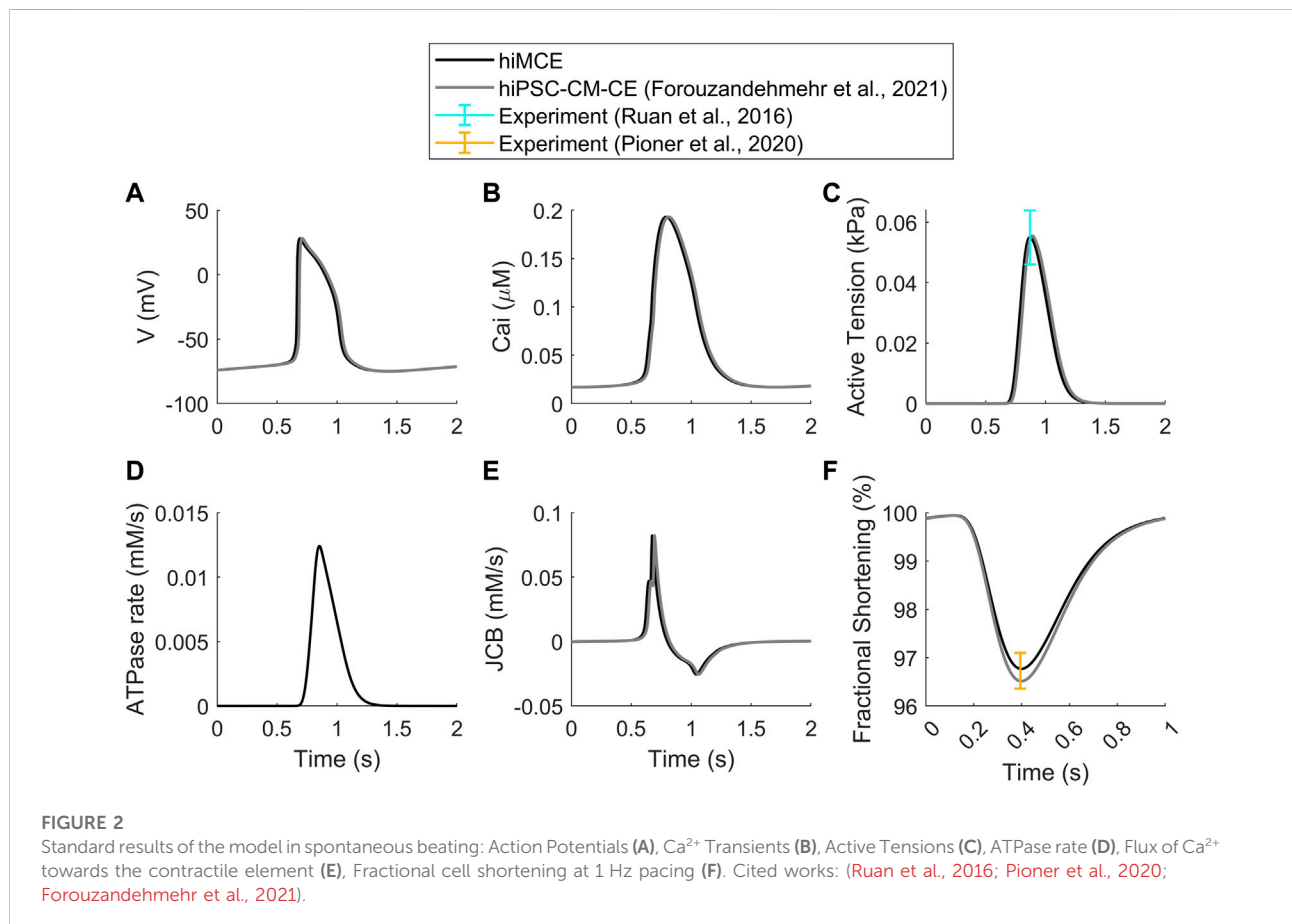 hiMCE
hiPSC-CM-CE (Forouzandehmehr et al., 2021)
Experiment (Ruan et al., 2016)
Experiment (Pioner et al., 2020)
A
50
0
-50
-100
V (mV)
0 0.5 1 1.5 2
B
0.2
0.15
0.1
0.05
0
Cai (μM)
0 0.5 1 1.5 2
C
0.06
0.04
0.02
0
Active Tension (kPa)
0 0.5 1 1.5 2
D
0.015
0.01
0.005
0
ATPase rate (mM/s)
0 0.5 1 1.5 2
Time (s)
E
0.1
0.05
0
-0.05
JCB (mM/s)
0 0.5 1 1.5 2
Time (s)
F
100
99
98
97
96
Fractional Shortening (%)
0 0.2 0.4 0.6 0.8 1
Time (s)
FIGURE 2
Standard results of the model in spontaneous beating: Action Potentials (A), Ca²⁺ Transients (B), Active Tensions (C), ATPase rate (D), Flux of Ca²⁺
towards the contractile element (E), Fractional cell shortening at 1 Hz pacing (F). Cited works: (Ruan et al., 2016; Pioner et al., 2020;
Forouzandehmehr et al., 2021).